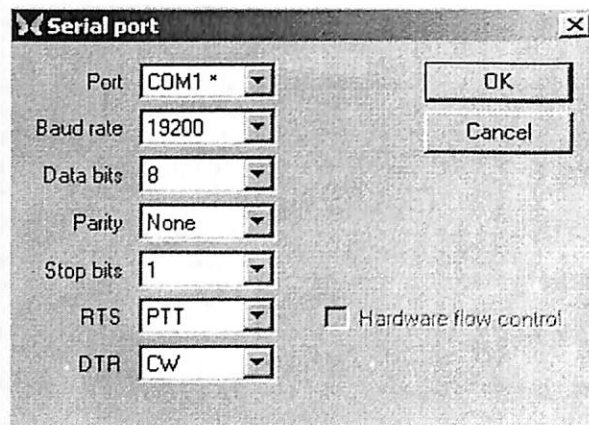 Serial port
Port COM1 * OK
Baud rate 19200 Cancel
Data bits 8
Parity None
Stop bits 1
RTS PTT Hardware flow control
DTR CW